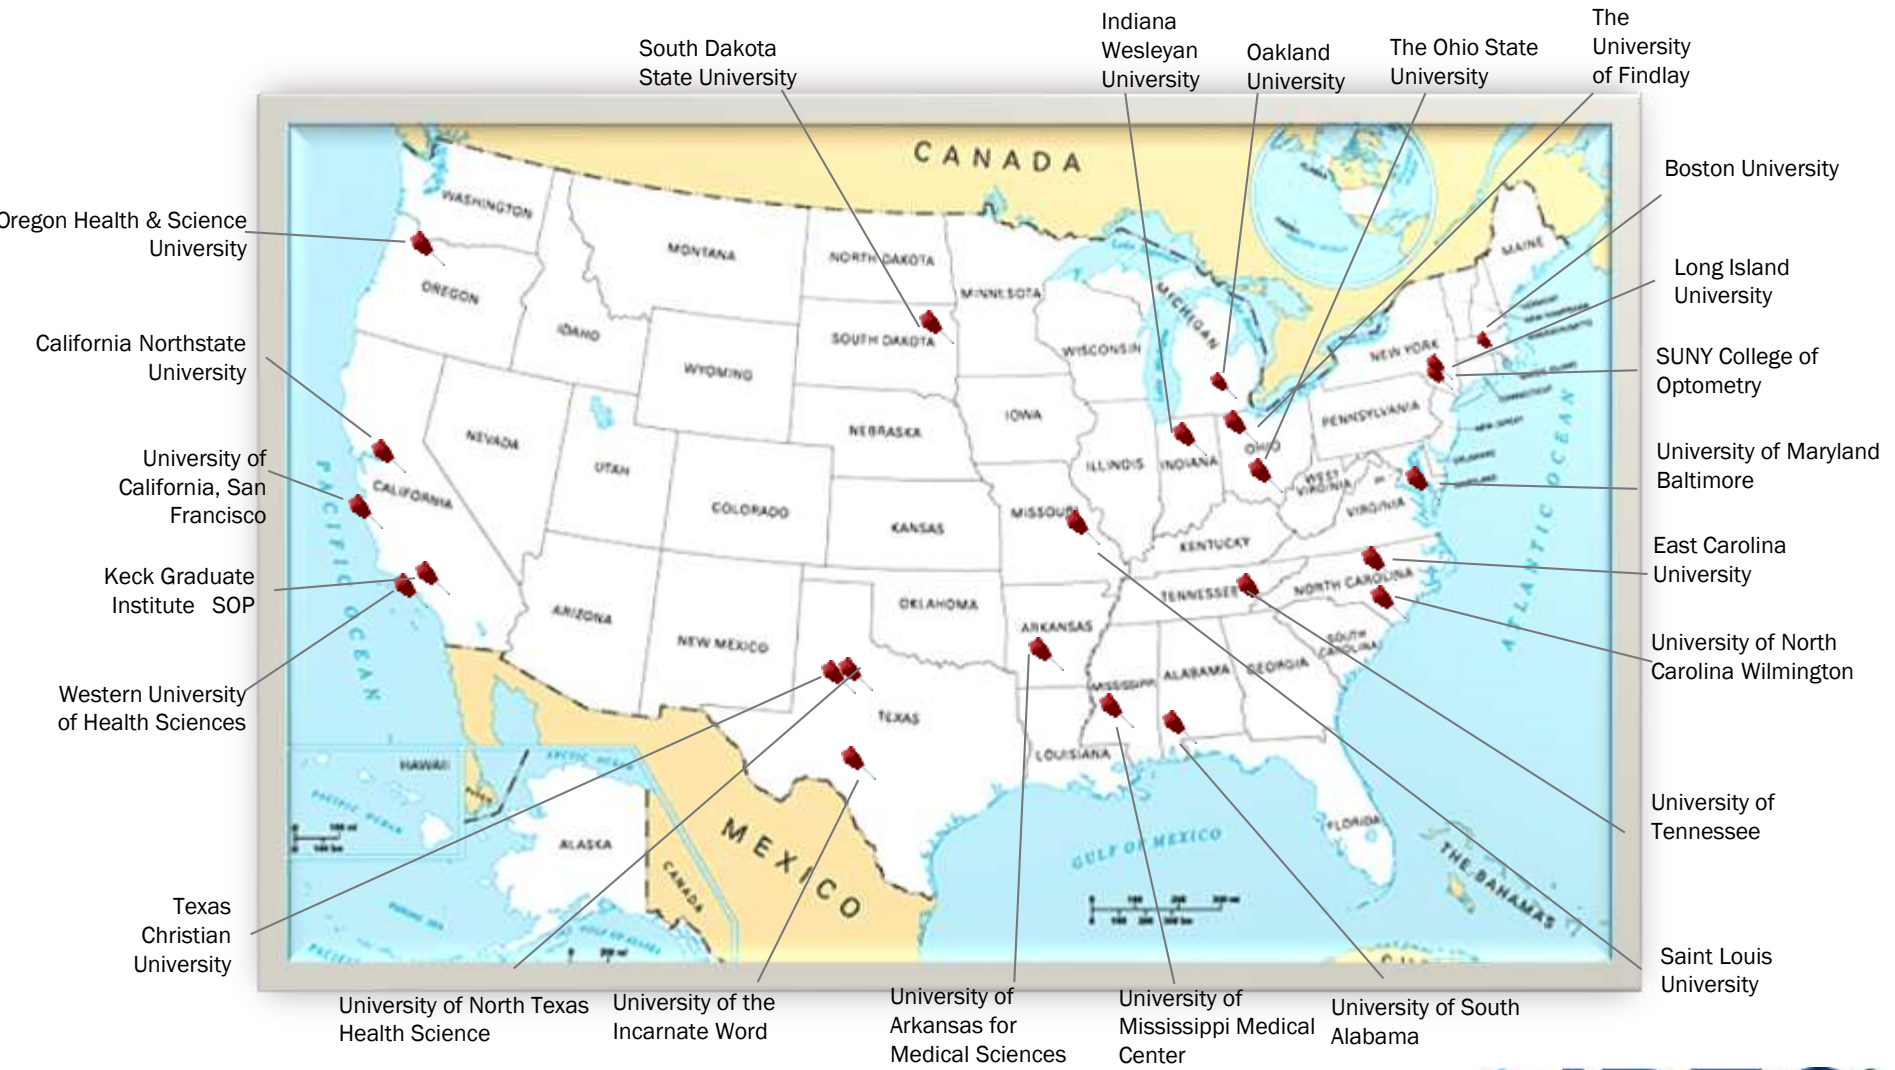 South Dakota
State University
Indiana
Wesleyan
University
Oakland
University
The Ohio State
University
The
University
of Findlay
Boston University
Long Island
University
SUNY College of
Optometry
University of Maryland
Baltimore
East Carolina
University
University of North
Carolina Wilmington
University of
Tennessee
Saint Louis
University
University of South
Alabama
University of
Mississippi Medical
Center
University of
Arkansas for
Medical Sciences
University of the
Incarnate Word
University of North Texas
Health Science
Texas
Christian
University
Western University
of Health Sciences
Keck Graduate
Institute SOP
University of
California, San
Francisco
California Northstate
University
Oregon Health & Science
University
CANADA
WASHINGTON
MONTANA
NORTH DAKOTA
MINNESOTA
MICHIGAN
MAINE
OREGON
IDAHO
SOUTH DAKOTA
WISCONSIN
NEW YORK
WYOMING
IOWA
PENNSYLVANIA
NEVADA
NEBRASKA
ILLINOIS
INDIANA
OHIO
UTAH
WEST
VIRGINIA
VIRGINIA
CALIFORNIA
COLORADO
KANSAS
MISSOURI
KENTUCKY
ARIZONA
NEW MEXICO
OKLAHOMA
TENNESSEE
NORTH CAROLINA
ARKANSAS
SOUTH
CAROLINA
MISSISSIPPI
ALABAMA
GEORGIA
TEXAS
LOUISIANA
FLORIDA
HAWAII
ALASKA
CANADA
MEXICO
PACIFIC OCEAN
ATLANTIC OCEAN
GULF OF MEXICO
THE BAHAMAS
ARCTIC OCEAN
PACIFIC OCEAN
GULF OF ALASKA